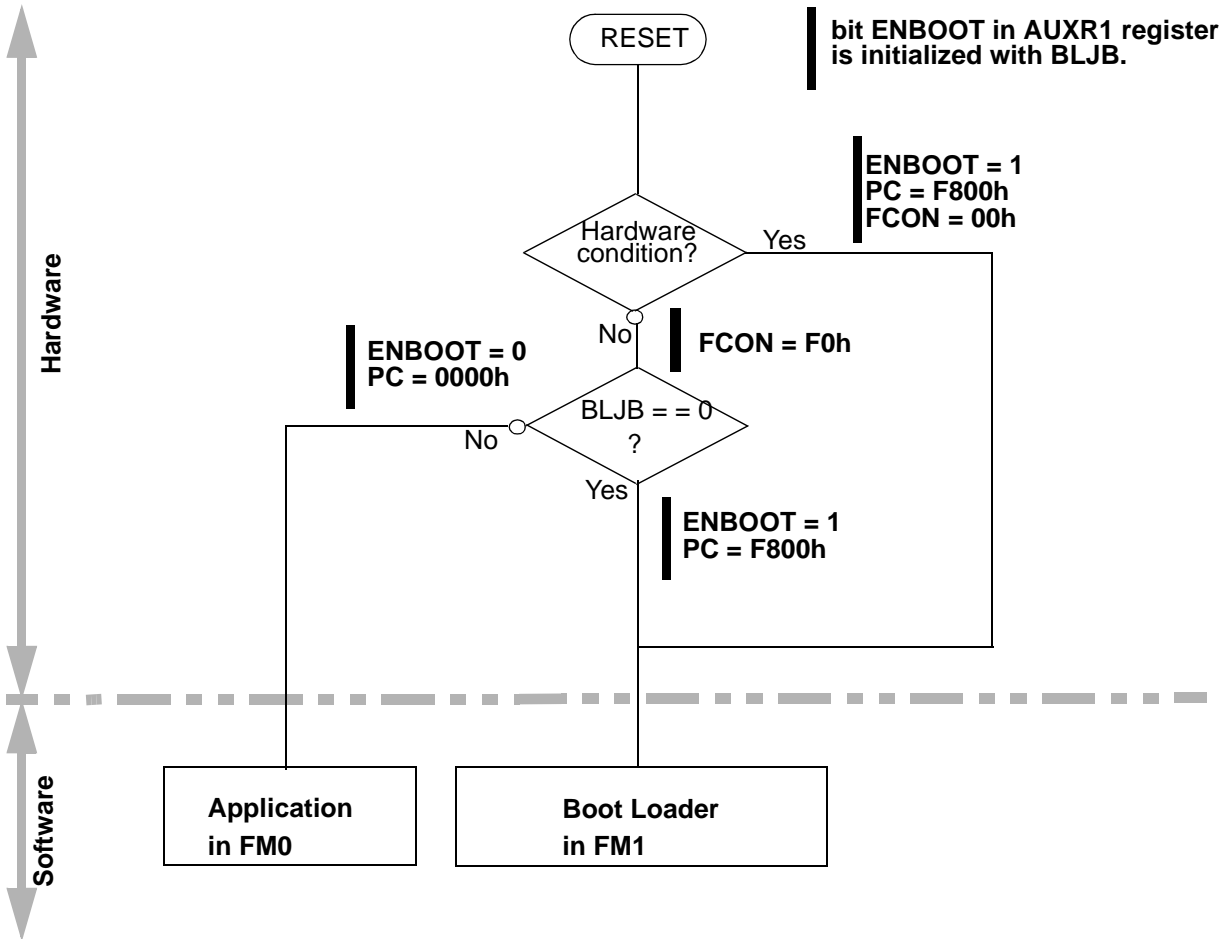 RESET
bit ENBOOT in AUXR1 register
is initialized with BLJB.
ENBOOT = 1
PC = F800h
FCON = 00h
Hardware
condition?
Yes
No
FCON = F0h
ENBOOT = 0
PC = 0000h
BLJB = = 0
?
No
Yes
ENBOOT = 1
PC = F800h
Hardware
Software
Application
in FM0
Boot Loader
in FM1